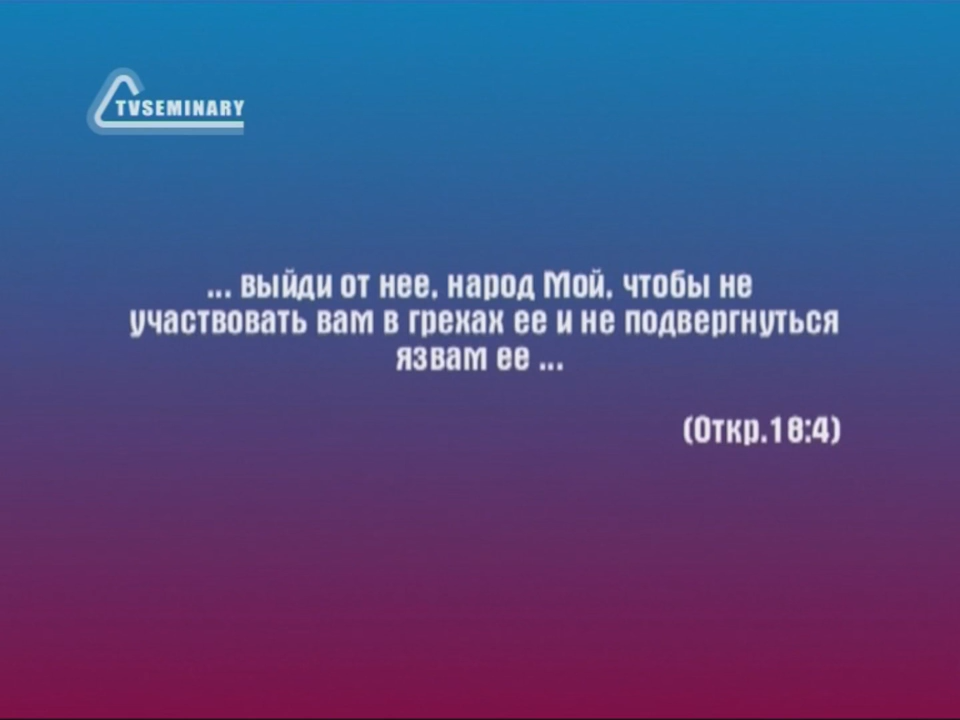 TVSEMINARY
... выйди от нее, народ Мой, чтобы не
участвовать вам в грехах ее и не подвергнуться
язвам ее ...
(Откр.18:4)